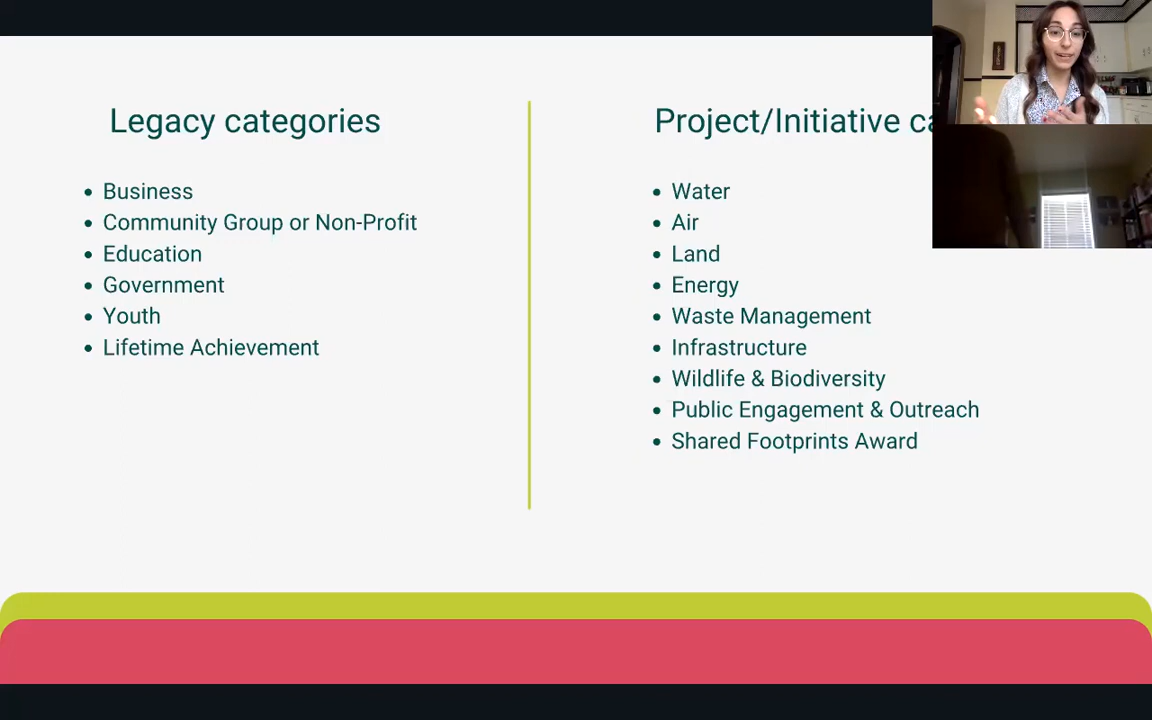 Legacy categories
Business
Community Group or Non-Profit
Education
Government
Youth
Lifetime Achievement
Project/Initiative
Water
Air
Land
Energy
Waste Management
Infrastructure
Wildlife & Biodiversity
Public Engagement & Outreach
Shared Footprints Award